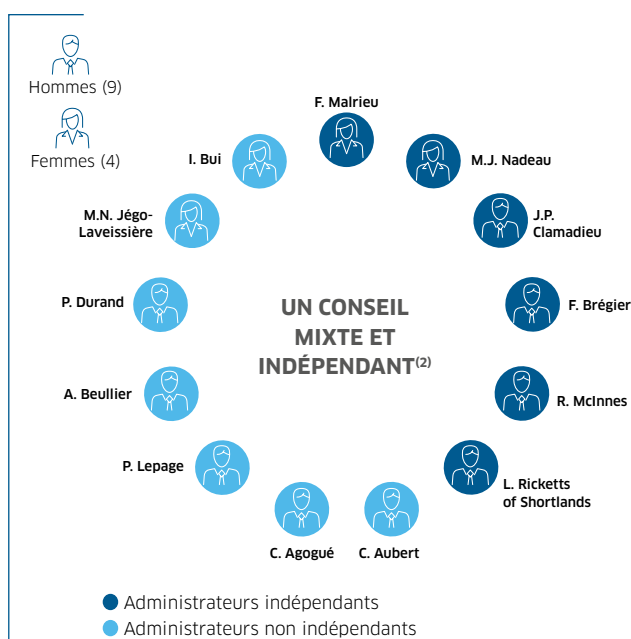 Hommes (9)
Femmes (4)
F. Malrieu
I. Bui
M.J. Nadeau
M.N. Jégo-
Laveissière
J.P.
Clamadieu
P. Durand
F. Brégier
UN CONSEIL
MIXTE ET
INDÉPENDANT(2)
A. Beullier
R. McInnes
P. Lepage
L. Ricketts
of Shortlands
C. Agogué
C. Aubert
Administrateurs indépendants
Administrateurs non indépendants